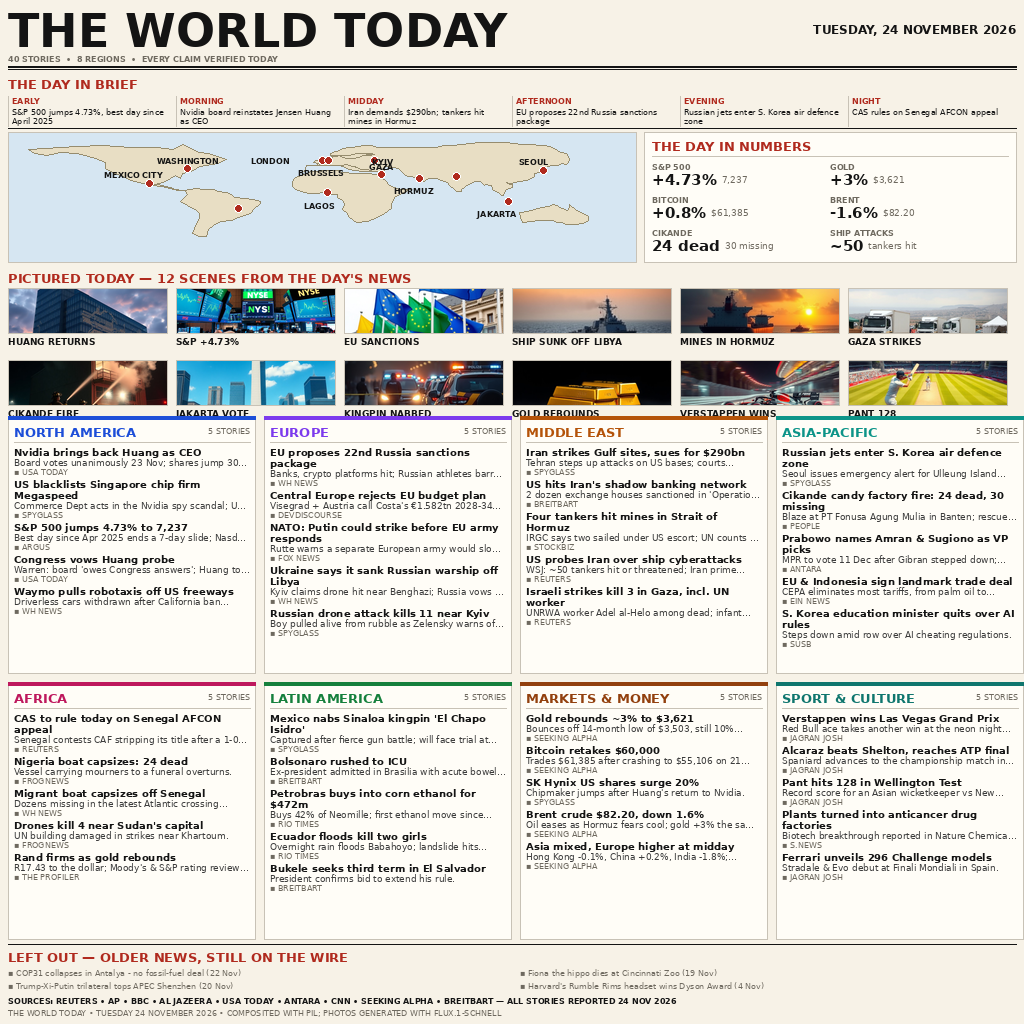 THE WORLD TODAY
TUESDAY, 24 NOVEMBER 2026
40 STORIES • 8 REGIONS • EVERY CLAIM VERIFIED TODAY
THE DAY IN BRIEF
EARLY
S&P 500 jumps 4.73%, best day since
April 2025
MORNING
Nvidia board reinstates Jensen Huang
as CEO
MIDDAY
Iran demands $290bn; tankers hit
mines in Hormuz
AFTERNOON
EU proposes 22nd Russia sanctions
package
EVENING
Russian jets enter S. Korea air defence
zone
NIGHT
CAS rules on Senegal AFCON appeal
WASHINGTON
MEXICO CITY
LONDON
BRUSSELS
KYIV
GAZA
HORMUZ
LAGOS
SEOUL
JAKARTA
THE DAY IN NUMBERS
S&P 500
+4.73% 7,237
GOLD
+3% $3,621
BITCOIN
+0.8% $61,385
BRENT
-1.6% $82.20
CIKANDE
24 dead 30 missing
SHIP ATTACKS
~50 tankers hit
PICTURED TODAY — 12 SCENES FROM THE DAY'S NEWS
NYSE
NYSE
NYS
HUANG RETURNS
S&P +4.73%
EU SANCTIONS
SHIP SUNK OFF LIBYA
MINES IN HORMUZ
GAZA STRIKES
CIKANDE FIRE
JAKARTA VOTE
KINGPIN NABBED
GOLD REBOUNDS
VERSTAPPEN WINS
PANT 128
NORTH AMERICA
5 STORIES
Nvidia brings back Huang as CEO
Board votes unanimously 23 Nov; shares jump 30...
■ USA TODAY
US blacklists Singapore chip firm
Megaspeed
Commerce Dept acts in the Nvidia spy scandal; U...
■ SPYGLASS
S&P 500 jumps 4.73% to 7,237
Best day since Apr 2025 ends a 7-day slide; Nasd...
■ ARGUS
Congress vows Huang probe
Warren: board 'owes Congress answers'; Huang to...
■ USA TODAY
Waymo pulls robotaxis off US freeways
Driverless cars withdrawn after California ban...
■ WH NEWS
EUROPE
5 STORIES
EU proposes 22nd Russia sanctions
package
Banks, crypto platforms hit; Russian athletes barr...
■ WH NEWS
Central Europe rejects EU budget plan
Visegrad + Austria call Costa's €1.582tn 2028-34...
■ DEVDISCOURSE
NATO: Putin could strike before EU army
responds
Rutte warns a separate European army would slo...
■ FOX NEWS
Ukraine says it sank Russian warship off
Libya
Kyiv claims drone hit near Benghazi; Russia vows ...
■ WH NEWS
Russian drone attack kills 11 near Kyiv
Boy pulled alive from rubble as Zelensky warns of...
■ SPYGLASS
MIDDLE EAST
5 STORIES
Iran strikes Gulf sites, sues for $290bn
Tehran steps up attacks on US bases; courts...
■ SPYGLASS
US hits Iran's shadow banking network
2 dozen exchange houses sanctioned in 'Operatio...
■ BREITBART
Four tankers hit mines in Strait of
Hormuz
IRGC says two sailed under US escort; UN counts ...
■ STOCKBIZ
US probes Iran over ship cyberattacks
WSJ: ~50 tankers hit or threatened; Iran prime...
■ REUTERS
Israeli strikes kill 3 in Gaza, incl. UN
worker
UNRWA worker Adel al-Helo among dead; infant...
■ REUTERS
ASIA-PACIFIC
5 STORIES
Russian jets enter S. Korea air defence
zone
Seoul issues emergency alert for Ulleung Island...
■ SPYGLASS
Cikande candy factory fire: 24 dead, 30
missing
Blaze at PT Fonusa Agung Mulia in Banten; rescue...
■ PEOPLE
Prabowo names Amran & Sugiono as VP
picks
MPR to vote 11 Dec after Gibran stepped down;...
■ ANTARA
EU & Indonesia sign landmark trade deal
CEPA eliminates most tariffs, from palm oil to...
■ EIN NEWS
S. Korea education minister quits over AI
rules
Steps down amid row over AI cheating regulations.
■ SUSB
AFRICA
5 STORIES
CAS to rule today on Senegal AFCON
appeal
Senegal contests CAF stripping its title after a 1-0...
■ REUTERS
Nigeria boat capsizes: 24 dead
Vessel carrying mourners to a funeral overturns.
■ FROGNEWS
Migrant boat capsizes off Senegal
Dozens missing in the latest Atlantic crossing...
■ WH NEWS
Drones kill 4 near Sudan's capital
UN building damaged in strikes near Khartoum.
■ FROGNEWS
Rand firms as gold rebounds
R17.43 to the dollar; Moody's & S&P rating review...
■ THE PROFILER
LATIN AMERICA
5 STORIES
Mexico nabs Sinaloa kingpin 'El Chapo
Isidro'
Captured after fierce gun battle; will face trial at...
■ SPYGLASS
Bolsonaro rushed to ICU
Ex-president admitted in Brasilia with acute bowel...
■ BREITBART
Petrobras buys into corn ethanol for
$472m
Buys 42% of Neomille; first ethanol move since...
■ RIO TIMES
Ecuador floods kill two girls
Overnight rain floods Babahoyo; landslide hits...
■ RIO TIMES
Bukele seeks third term in El Salvador
President confirms bid to extend his rule.
■ BREITBART
MARKETS & MONEY
5 STORIES
Gold rebounds ~3% to $3,621
Bounces off 14-month low of $3,503, still 10%...
■ SEEKING ALPHA
Bitcoin retakes $60,000
Trades $61,385 after crashing to $55,106 on 21...
■ SEEKING ALPHA
SK Hynix US shares surge 20%
Chipmaker jumps after Huang's return to Nvidia.
■ SPYGLASS
Brent crude $82.20, down 1.6%
Oil eases as Hormuz fears cool; gold +3% the sa...
■ SEEKING ALPHA
Asia mixed, Europe higher at midday
Hong Kong -0.1%, China +0.2%, India -1.8%;...
■ SEEKING ALPHA
SPORT & CULTURE
5 STORIES
Verstappen wins Las Vegas Grand Prix
Red Bull ace takes another win at the neon night...
■ JAGRAN JOSH
Alcaraz beats Shelton, reaches ATP final
Spaniard advances to the championship match in...
■ JAGRAN JOSH
Pant hits 128 in Wellington Test
Record score for an Asian wicketkeeper vs New...
■ JAGRAN JOSH
Plants turned into anticancer drug
factories
Biotech breakthrough reported in Nature Chemica...
■ S.NEWS
Ferrari unveils 296 Challenge models
Stradale & Evo debut at Finali Mondiali in Spain.
■ JAGRAN JOSH
LEFT OUT — OLDER NEWS, STILL ON THE WIRE
■ COP31 collapses in Antalya - no fossil-fuel deal (22 Nov)
■ Fiona the hippo dies at Cincinnati Zoo (19 Nov)
■ Trump-Xi-Putin trilateral tops APEC Shenzhen (20 Nov)
■ Harvard's Rumble Rims headset wins Dyson Award (4 Nov)
SOURCES: REUTERS • AP • BBC • AL JAZEERA • USA TODAY • ANTARA • CNN • SEEKING ALPHA • BREITBART — ALL STORIES REPORTED 24 NOV 2026
THE WORLD TODAY • TUESDAY 24 NOVEMBER 2026 • COMPOSITED WITH PIL; PHOTOS GENERATED WITH FLUX.1-SCHNELL